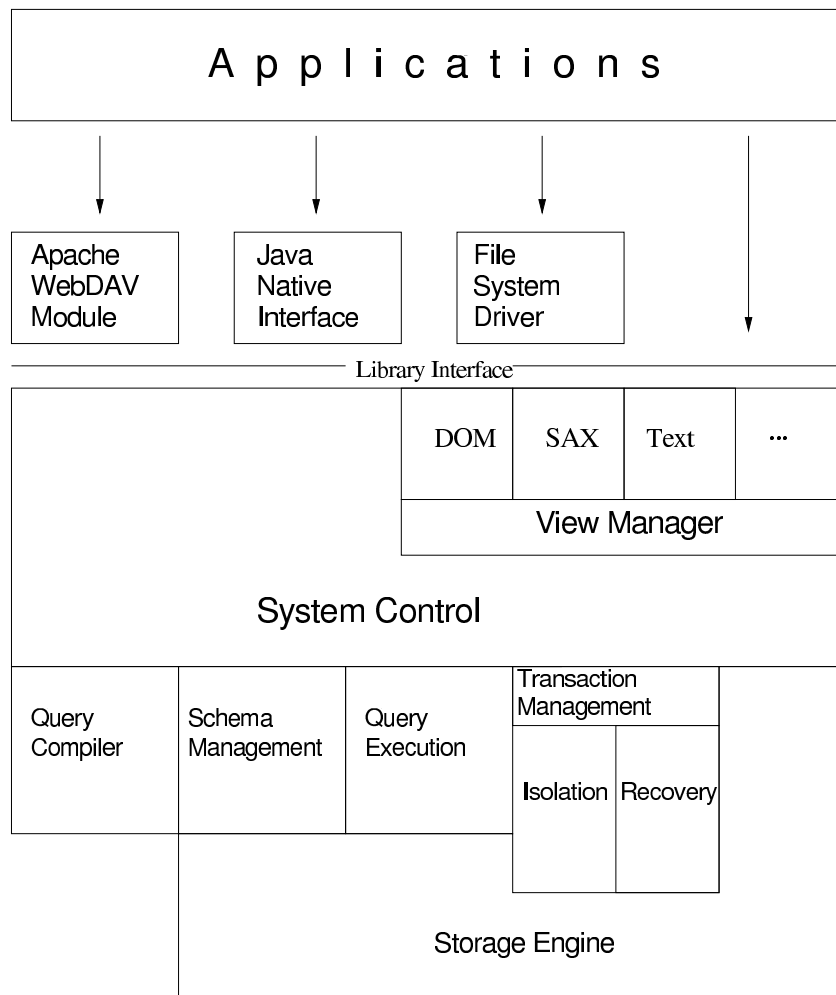 A p p l i c a t i o n s
Apache
WebDAV
Module
Java
Native
Interface
File
System
Driver
Library Interface
DOM
SAX
Text
...
View Manager
System Control
Query
Compiler
Schema
Management
Query
Execution
Transaction
Management
Isolation
Recovery
Storage Engine